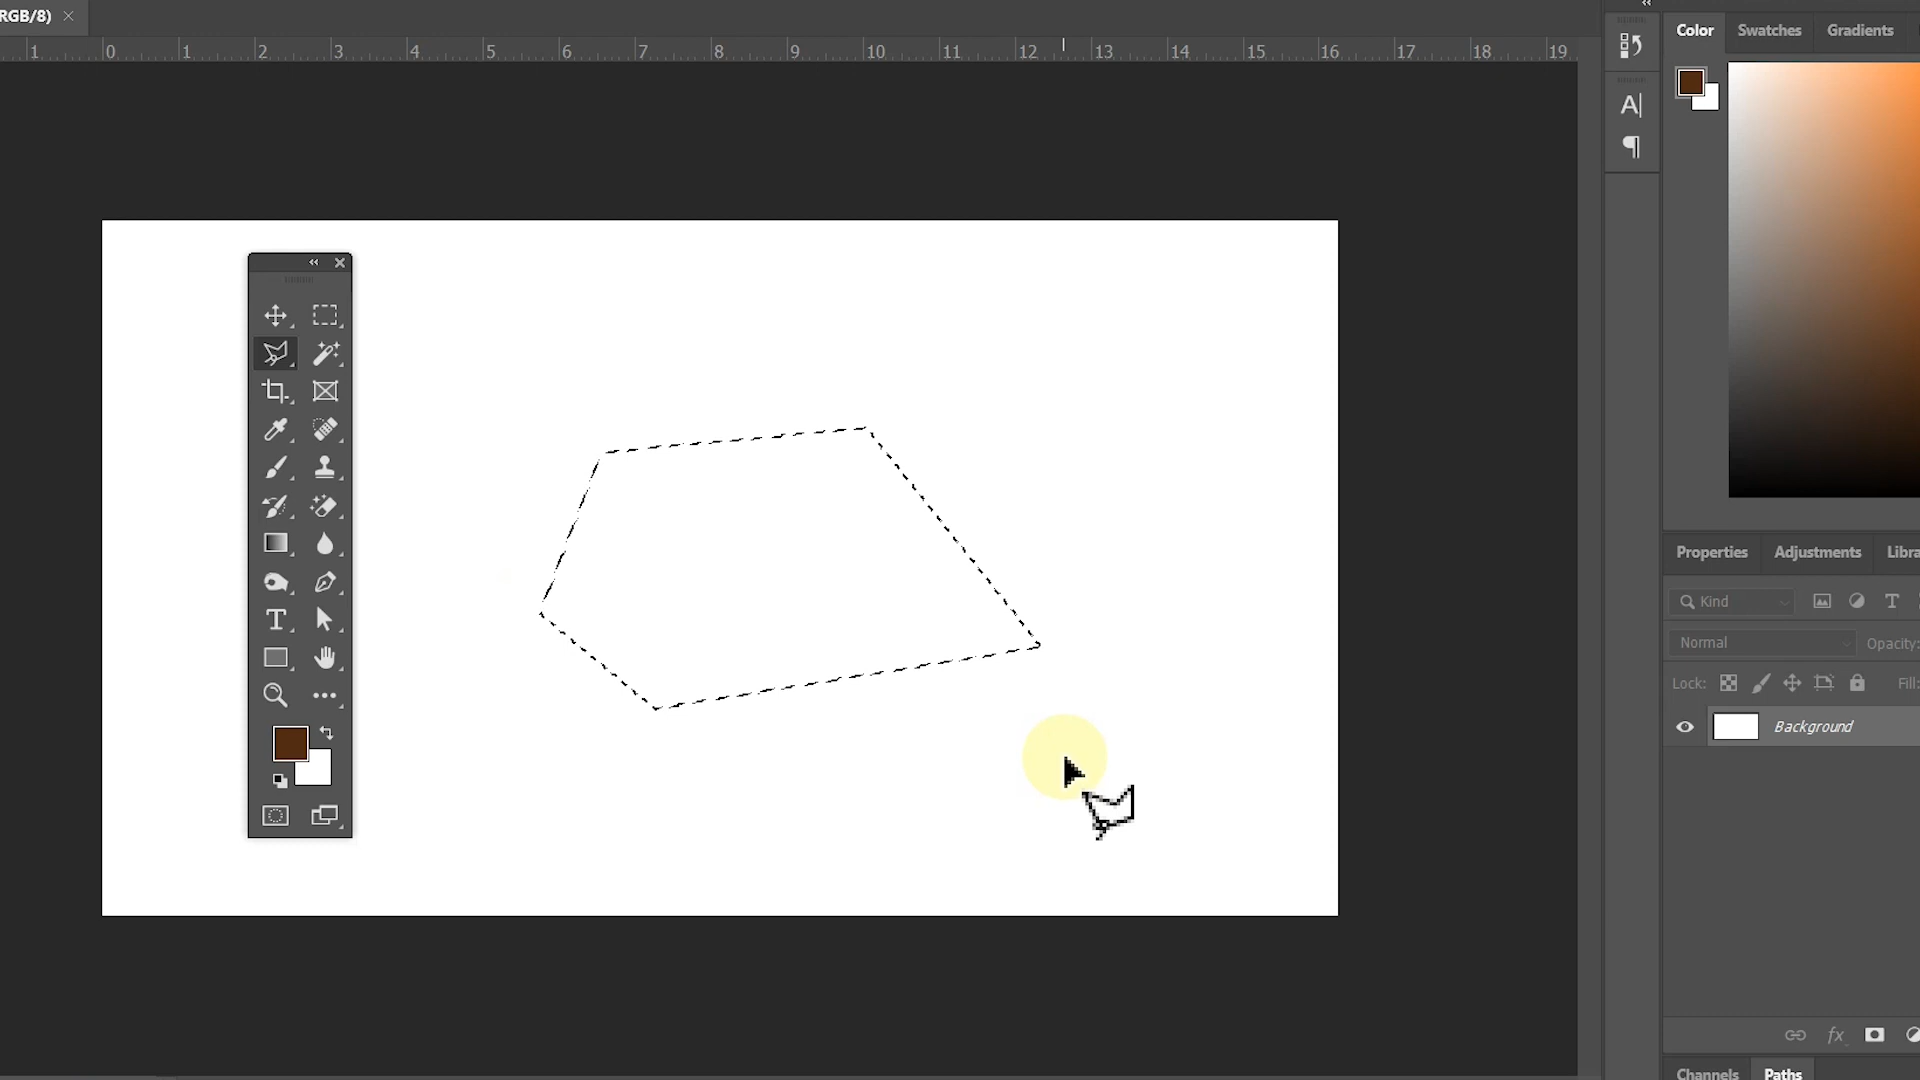 RGB/8)
1 0 1 2 3 4 5 6 7 8 9 10 11 12 13 14 15 16 17 18 19
Color Swatches Gradients
A|
¶
T
Properties Adjustments Libra
Kind T
Normal Opacity:
Lock: Fill:
Background
fx
Channels Paths